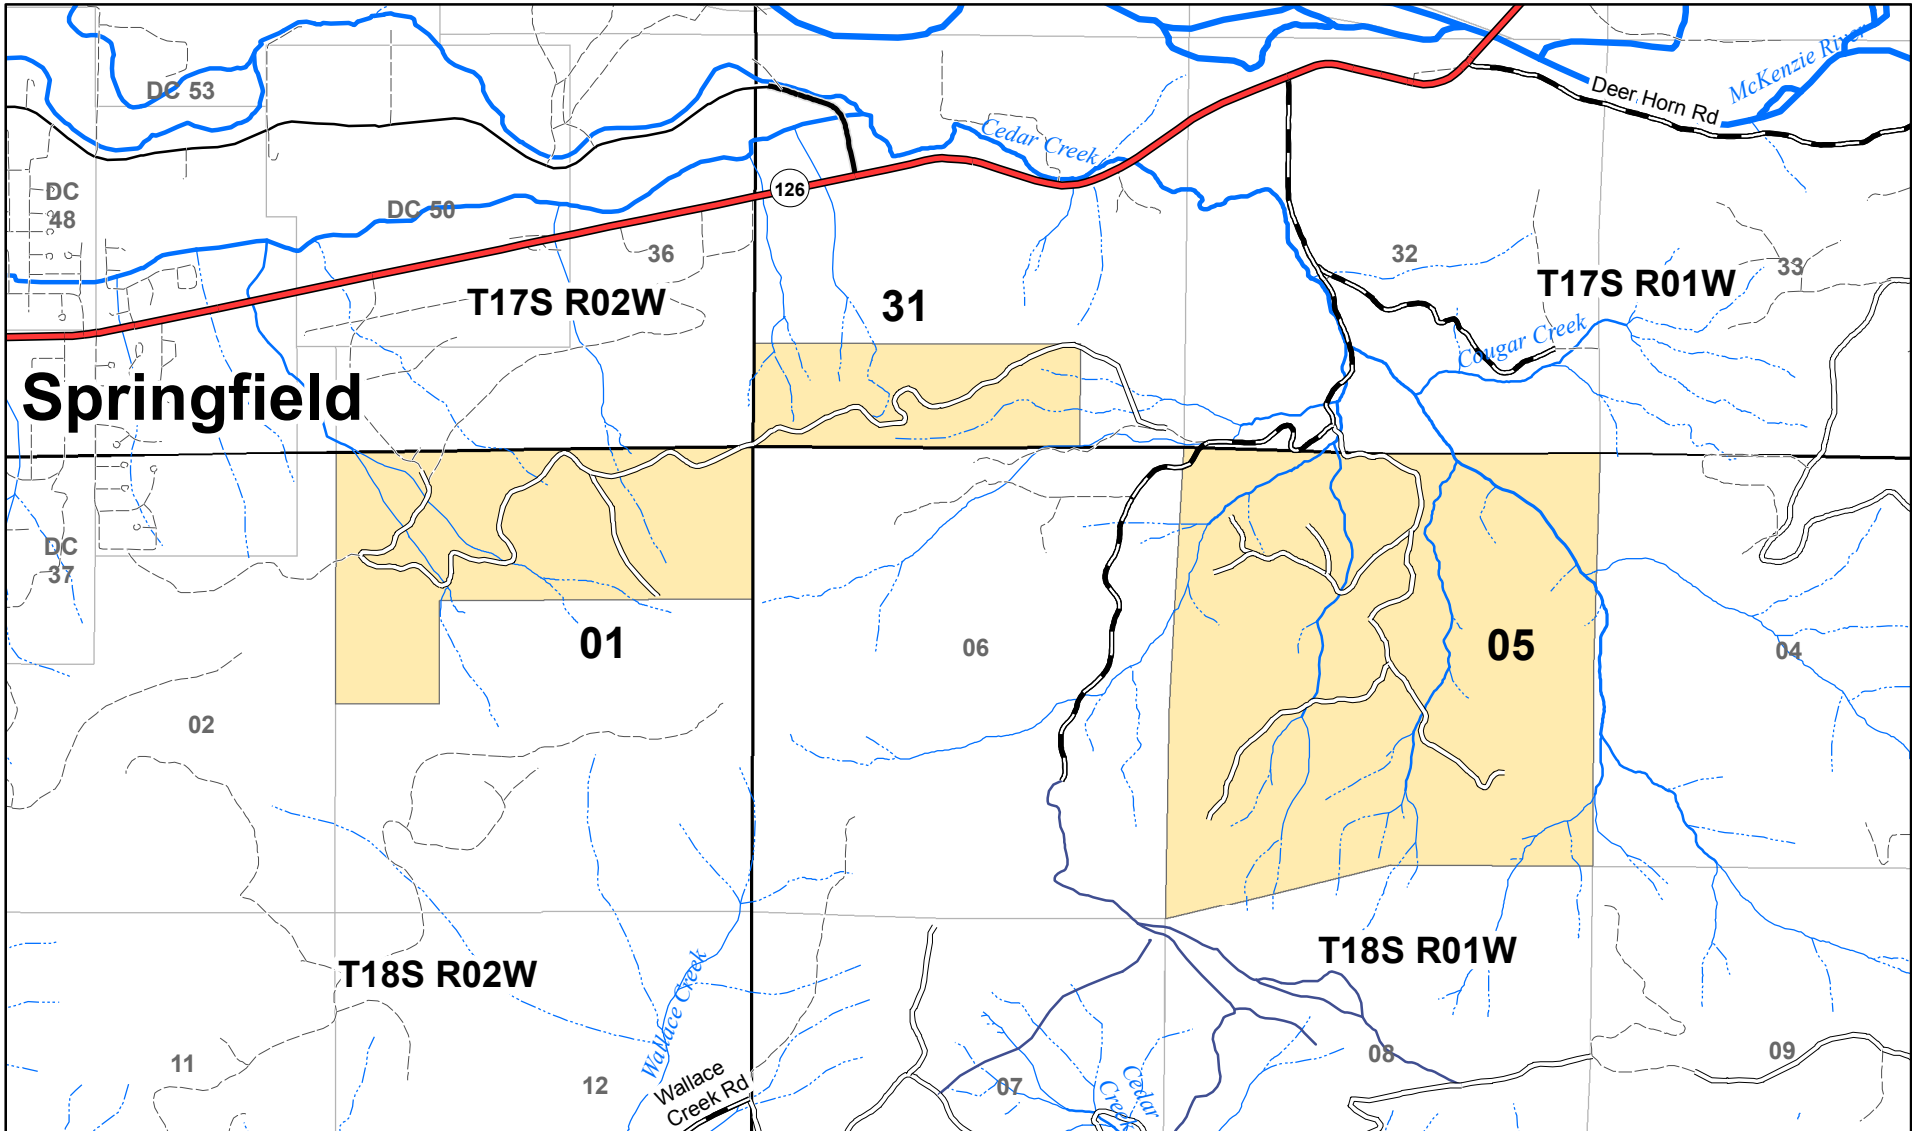 DC 53
McKenzie River
Deer Horn Rd
Cedar Creek
DC
48
126
DC 50
36
32
33
T17S R02W
31
T17S R01W
Cougar Creek
Springfield
DC
37
01
06
05
04
02
T18S R02W
T18S R01W
Wallace Creek
11
12
Wallace
Creek Rd
07
Cedar
Creek
08
09